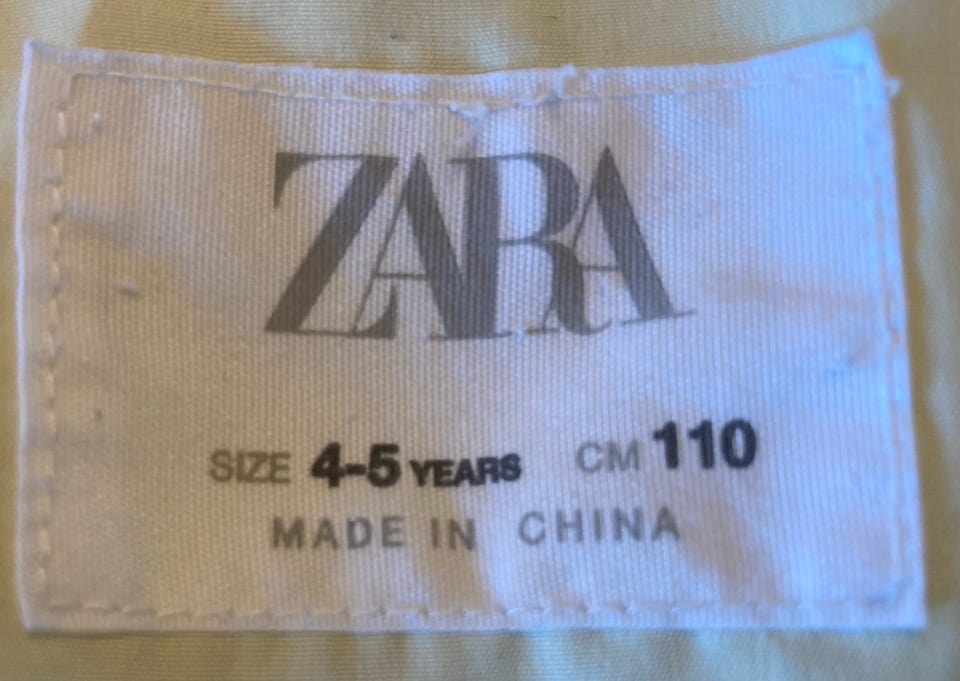 ZARA
SIZE 4-5 YEARS CM 110
MADE IN CHINA